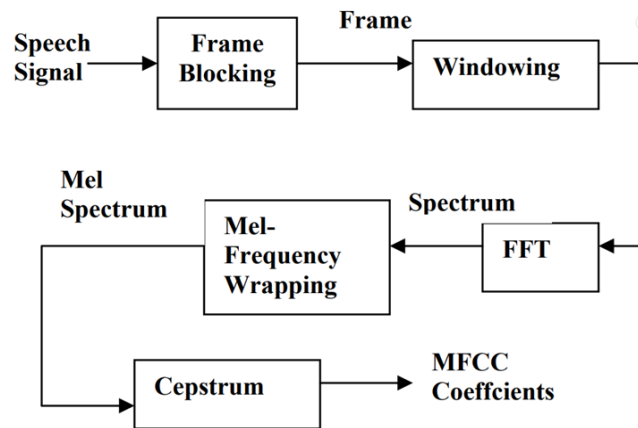 Speech
Signal
Frame
Blocking
Frame
Windowing
Mel
Spectrum
Mel-
Frequency
Wrapping
Spectrum
FFT
Cepstrum
MFCC
Coeffcients